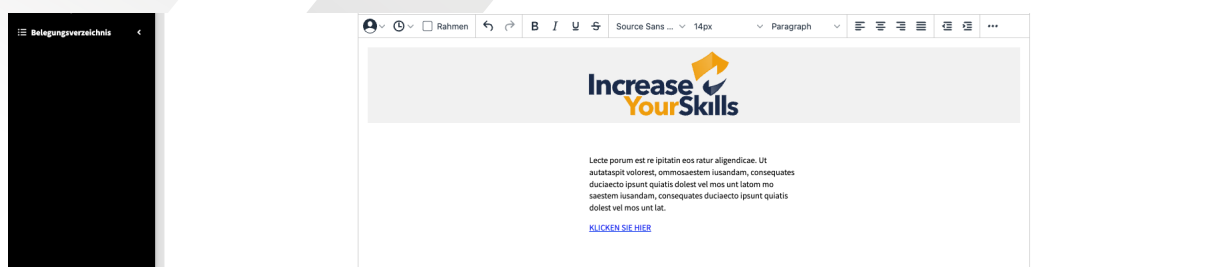 Belegungsverzeichnis
Rahmen B I U S Source Sans ... 14px Paragraph
Increase
YourSkills
Lecte porum est re ipitatin eos ratur aligendicae. Ut
autataspit volorest, ommosaestem iusandam, consequates
duciaecto ipsunt quiatis dolest vel mos unt latom mo
saestem iusandam, consequates duciaecto ipsunt quiatis
dolest vel mos unt lat.
KLICKEN SIE HIER